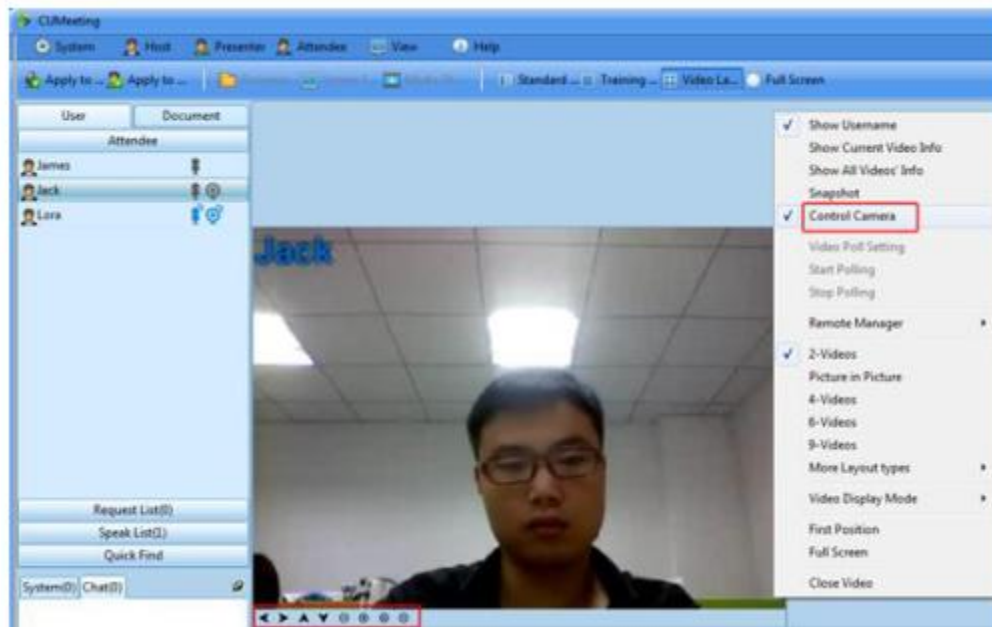 CUMeeting
System Host Presenter Attendee View Help
Apply to ... Apply to ... Standard ... Training ... Video La... Full Screen
User Document
Attendee
James
Jack
Lora
Request List(0)
Speak List(1)
Quick Find
System(0) Chat(0)
Jack
Show Username
Show Current Video Info
Show All Videos' Info
Snapshot
Control Camera
Video Poll Setting
Start Polling
Stop Polling
Remote Manager
2-Videos
Picture in Picture
4-Videos
6-Videos
9-Videos
More Layout types
Video Display Mode
First Position
Full Screen
Close Video